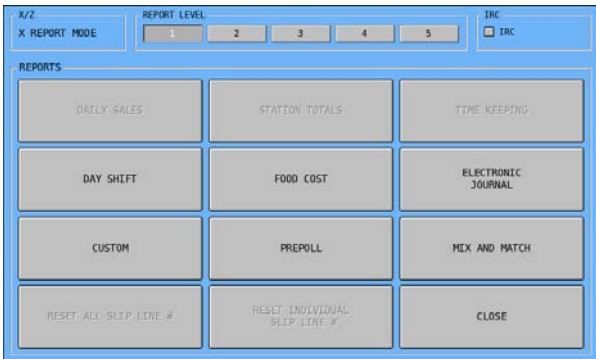 X/Z
REPORT LEVEL
IRC
X REPORT MODE
1
2
3
4
5
IRC
REPORTS
DAILY SALES
STATION TOTALS
TIME KEEPING
DAY SHIFT
FOOD COST
ELECTRONIC
JOURNAL
CUSTOM
PREPOLL
MIX AND MATCH
RESET ALL SLIP LINE #
RESET INDIVIDUAL
SLIP LINE #
CLOSE